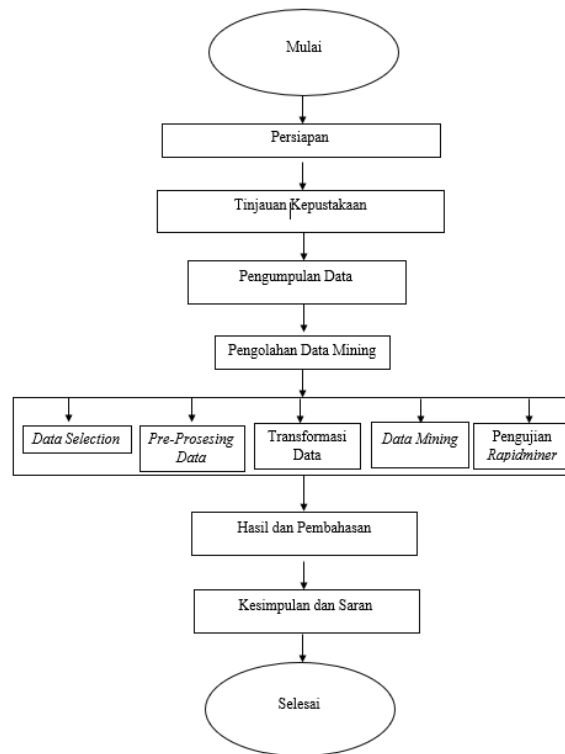 Mulai
Persiapan
Tinjauan Kepustakaan
Pengumpulan Data
Pengolahan Data Mining
Data Selection
Pre-Prosesing
Data
Transformasi
Data
Data Mining
Pengujian
Rapidminer
Hasil dan Pembahasan
Kesimpulan dan Saran
Selesai